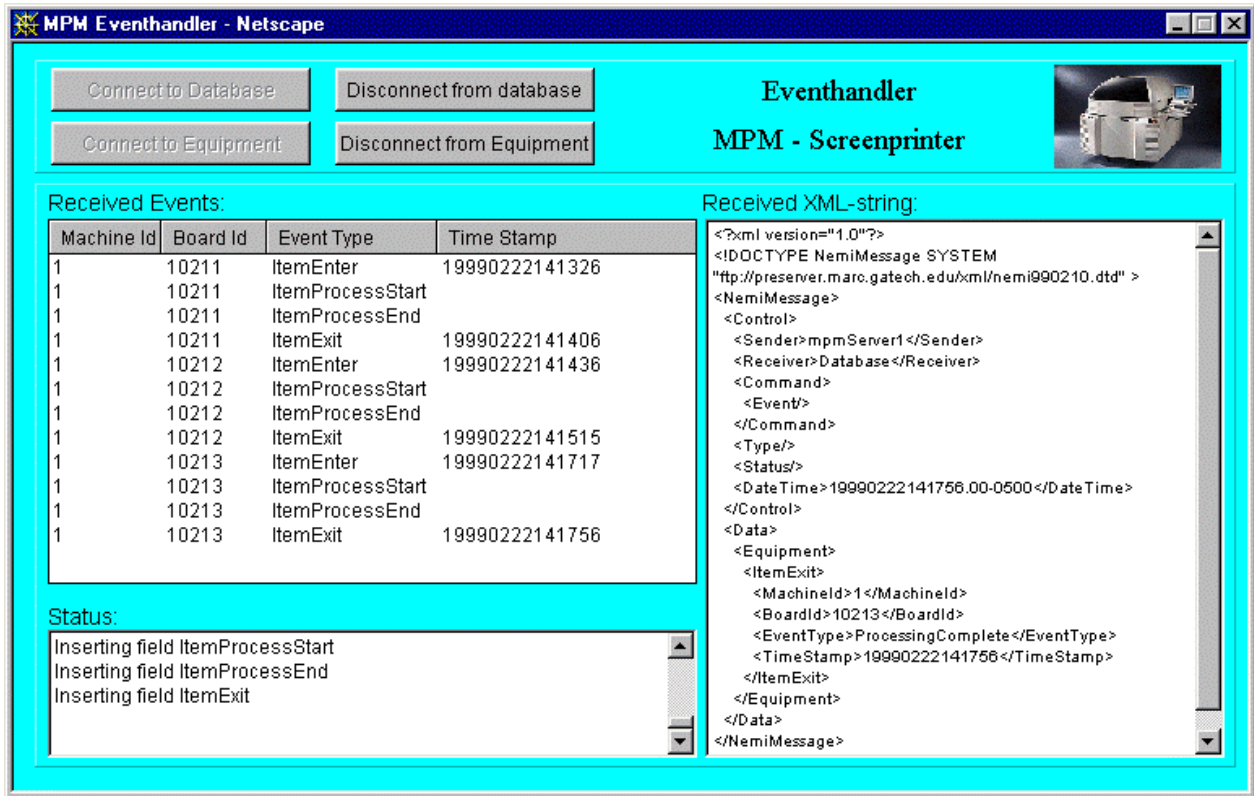 MPM Eventhandler - Netscape
Connect to Database
Disconnect from database
Connect to Equipment
Disconnect from Equipment
Eventhandler
MPM - Screenprinter
Received Events:
Machine Id Board Id Event Type Time Stamp
1 10211 ItemEnter 19990222141326
1 10211 ItemProcessStart
1 10211 ItemProcessEnd
1 10211 ItemExit 19990222141406
1 10212 ItemEnter 19990222141436
1 10212 ItemProcessStart
1 10212 ItemProcessEnd
1 10212 ItemExit 19990222141515
1 10213 ItemEnter 19990222141717
1 10213 ItemProcessStart
1 10213 ItemProcessEnd
1 10213 ItemExit 19990222141756
Status:
Inserting field ItemProcessStart
Inserting field ItemProcessEnd
Inserting field ItemExit
Received XML-string:
<?xml version="1.0"?>
<!DOCTYPE NemiMessage SYSTEM
"ftp://preserver.marc.gatech.edu/xml/nemi990210.dtd" >
<NemiMessage>
<Control>
<Sender>mpmServer1</Sender>
<Receiver>Database</Receiver>
<Command>
<Event/>
</Command>
<Type/>
<Status/>
<DateTime>19990222141756.00-0500</DateTime>
</Control>
<Data>
<Equipment>
<ItemExit>
<MachineId>1</MachineId>
<BoardId>10213</BoardId>
<EventType>ProcessingComplete</EventType>
<TimeStamp>19990222141756</TimeStamp>
</ItemExit>
</Equipment>
</Data>
</NemiMessage>